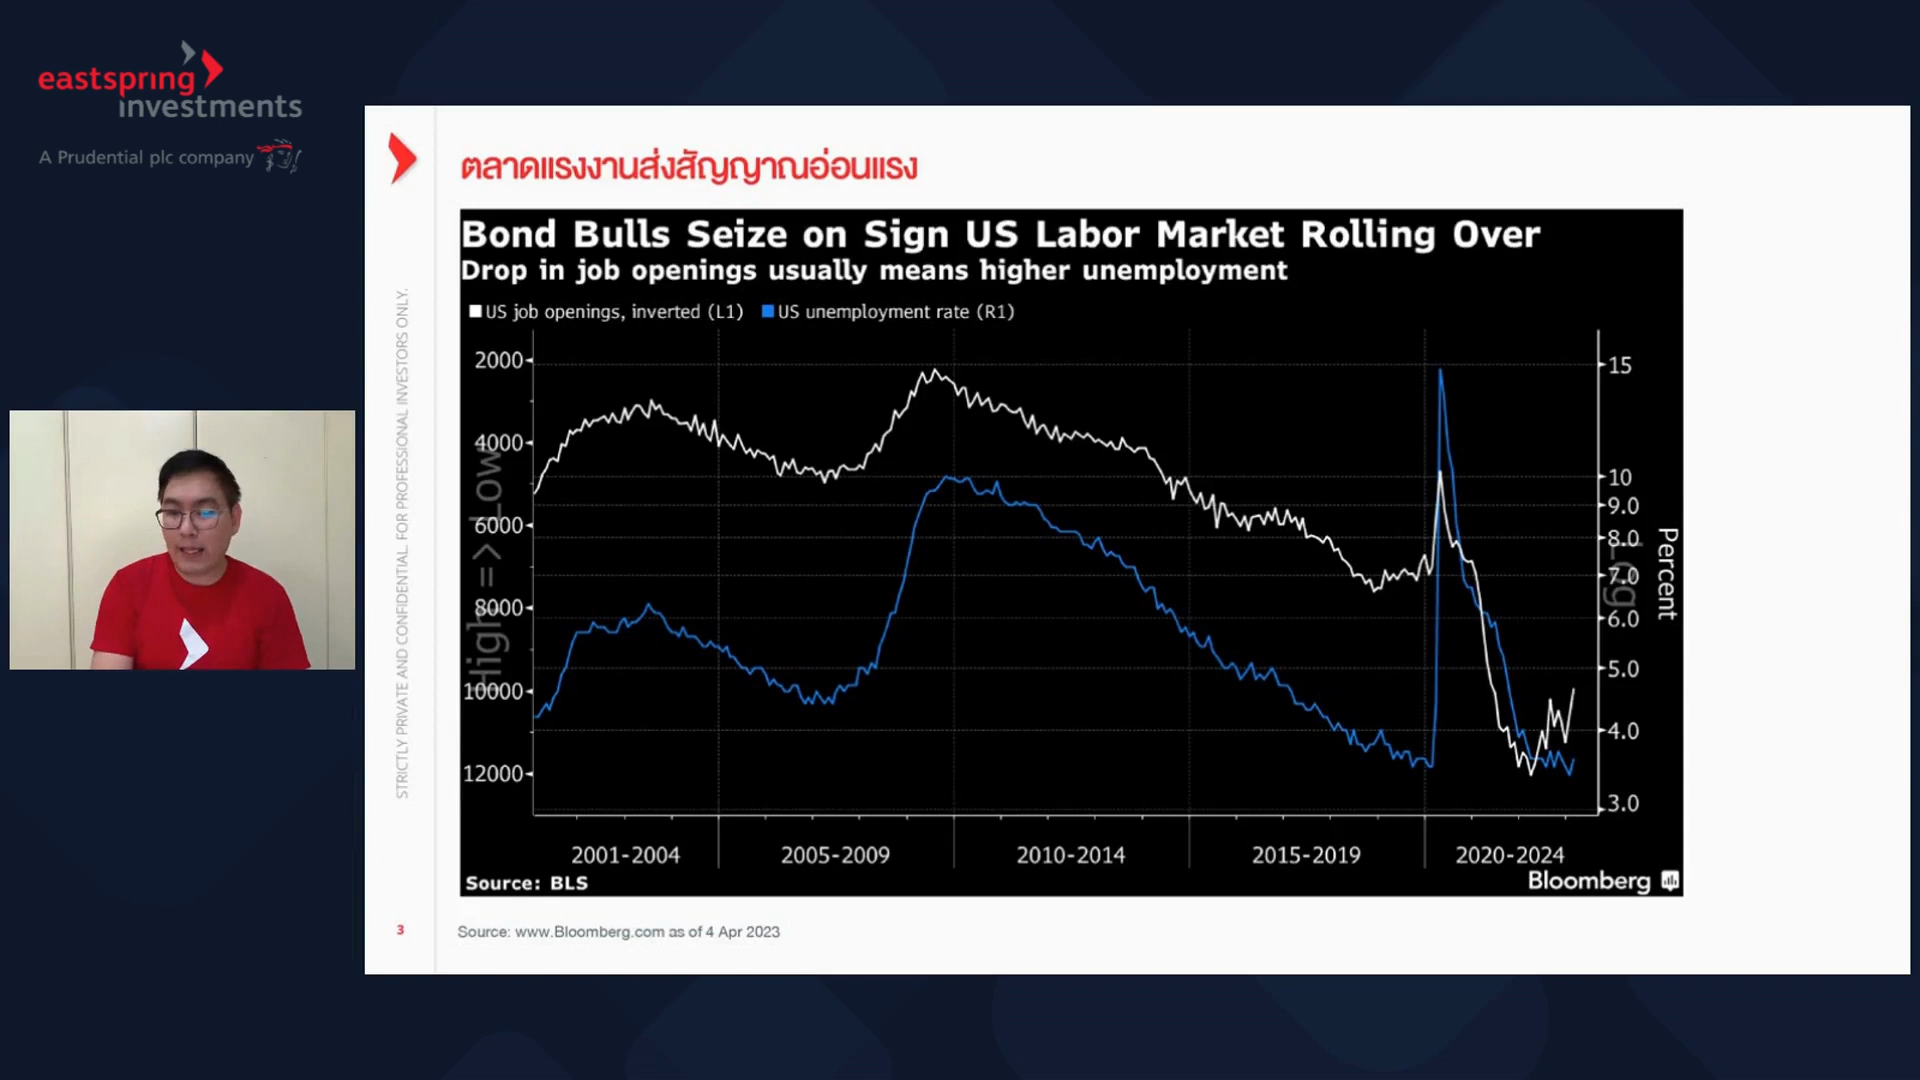 eastspring
investments
A Prudential plc company
ตลาดแรงงานส่งสัญญาณอ่อนแรง
Bond Bulls Seize on Sign US Labor Market Rolling Over
Drop in job openings usually means higher unemployment
US job openings, inverted (L1) US unemployment rate (R1)
2000
4000
6000
8000
10000
12000
High => Low
15
10
9.0
8.0
7.0
6.0
5.0
4.0
3.0
Percent
2001-2004 2005-2009 2010-2014 2015-2019 2020-2024
Source: BLS
Bloomberg
STRICTLY PRIVATE AND CONFIDENTIAL. FOR PROFESSIONAL INVESTORS ONLY.
3
Source: www.Bloomberg.com as of 4 Apr 2023